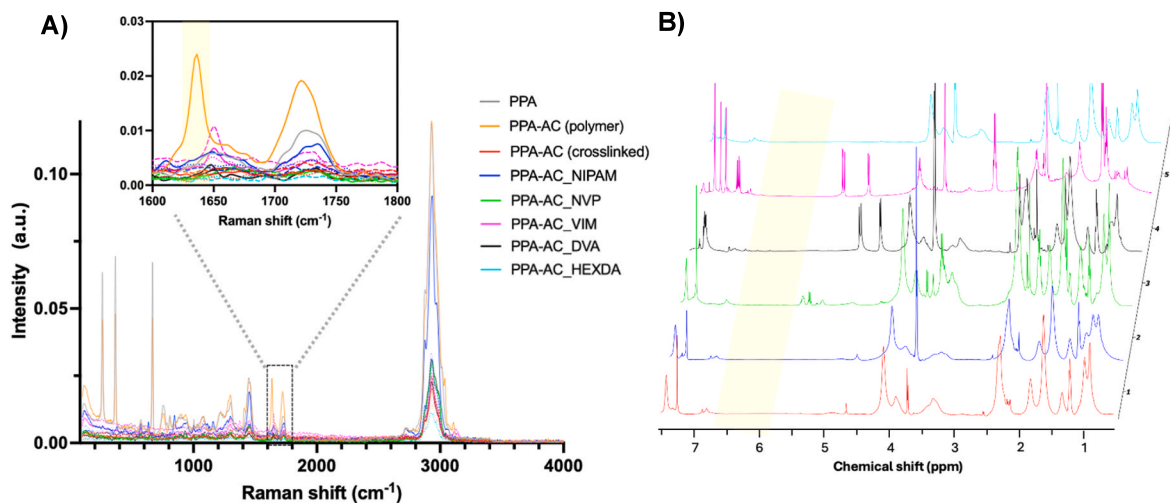 A)
B)
0.03
0.02
0.01
0.00
1600
1650
1700
1750
1800
Raman shift (cm-1)
PPA
PPA-AC (polymer)
PPA-AC (crosslinked)
PPA-AC_NIPAM
PPA-AC_NVP
PPA-AC_VIM
PPA-AC_DVA
PPA-AC_HEXDA
Intensity (a.u.)
0.10
0.05
0.00
1000
2000
3000
4000
Raman shift (cm-1)
5
4
3
2
1
7
6
5
4
3
2
1
Chemical shift (ppm)